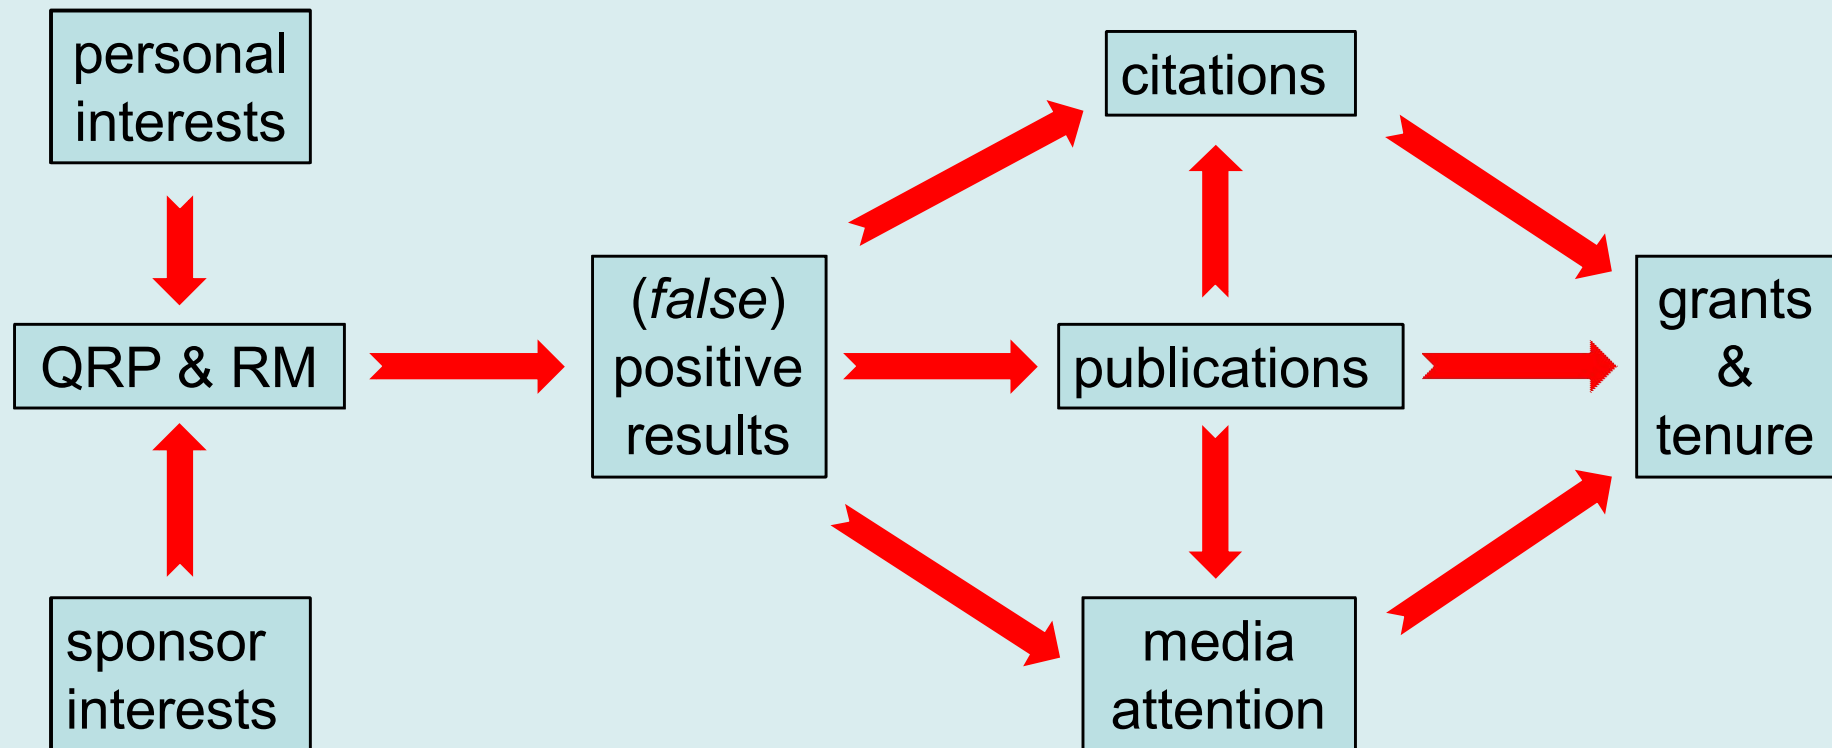 personal
interests
QRP & RM
sponsor
interests
(false)
positive
results
citations
publications
media
attention
grants
&
tenure